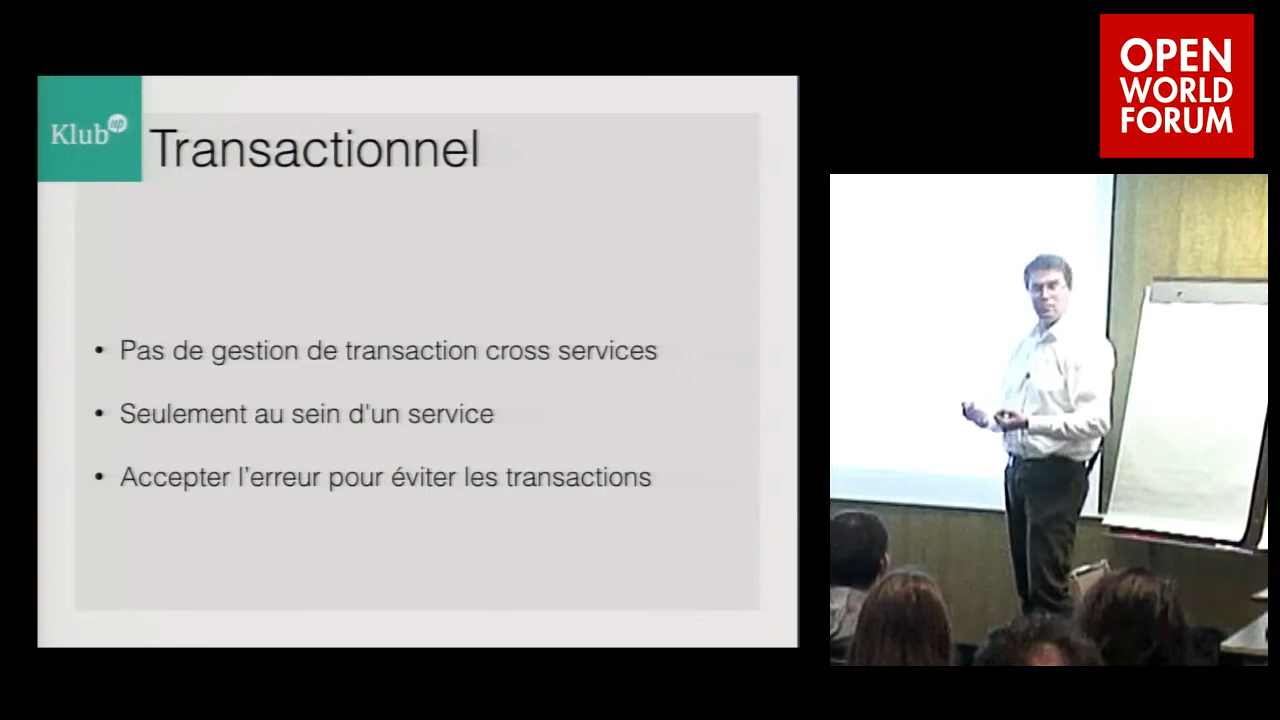 Klub up
Transactionnel
• Pas de gestion de transaction cross services
• Seulement au sein d'un service
• Accepter l'erreur pour éviter les transactions
OPEN
WORLD
FORUM